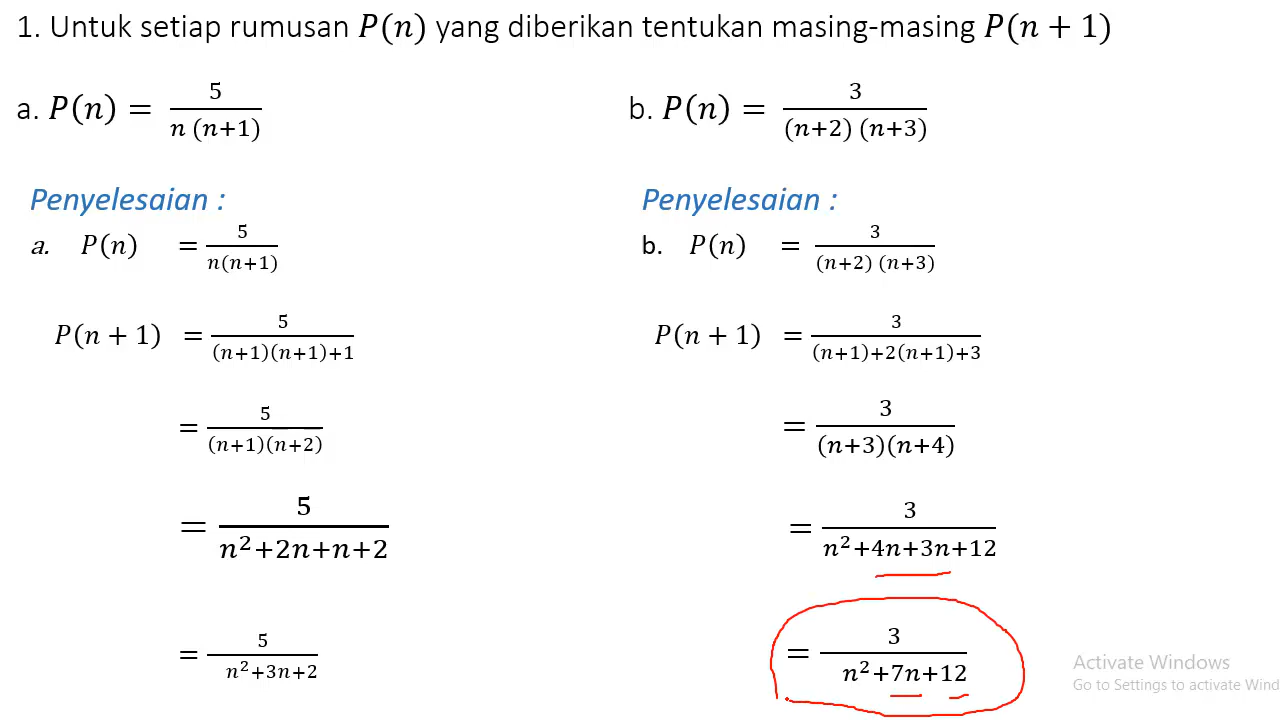 1. Untuk setiap rumusan P(n) yang diberikan tentukan masing-masing P(n + 1)
a. P(n) = 5 / n (n+1)
b. P(n) = 3 / (n+2) (n+3)
Penyelesaian :
a. P(n) = 5 / n(n+1)
P(n + 1) = 5 / (n+1)(n+1)+1
= 5 / (n+1)(n+2)
= 5 / n²+2n+n+2
= 5 / n²+3n+2
Penyelesaian :
b. P(n) = 3 / (n+2) (n+3)
P(n + 1) = 3 / (n+1)+2(n+1)+3
= 3 / (n+3)(n+4)
= 3 / n²+4n+3n+12
= 3 / n²+7n+12
Activate Windows
Go to Settings to activate Wind